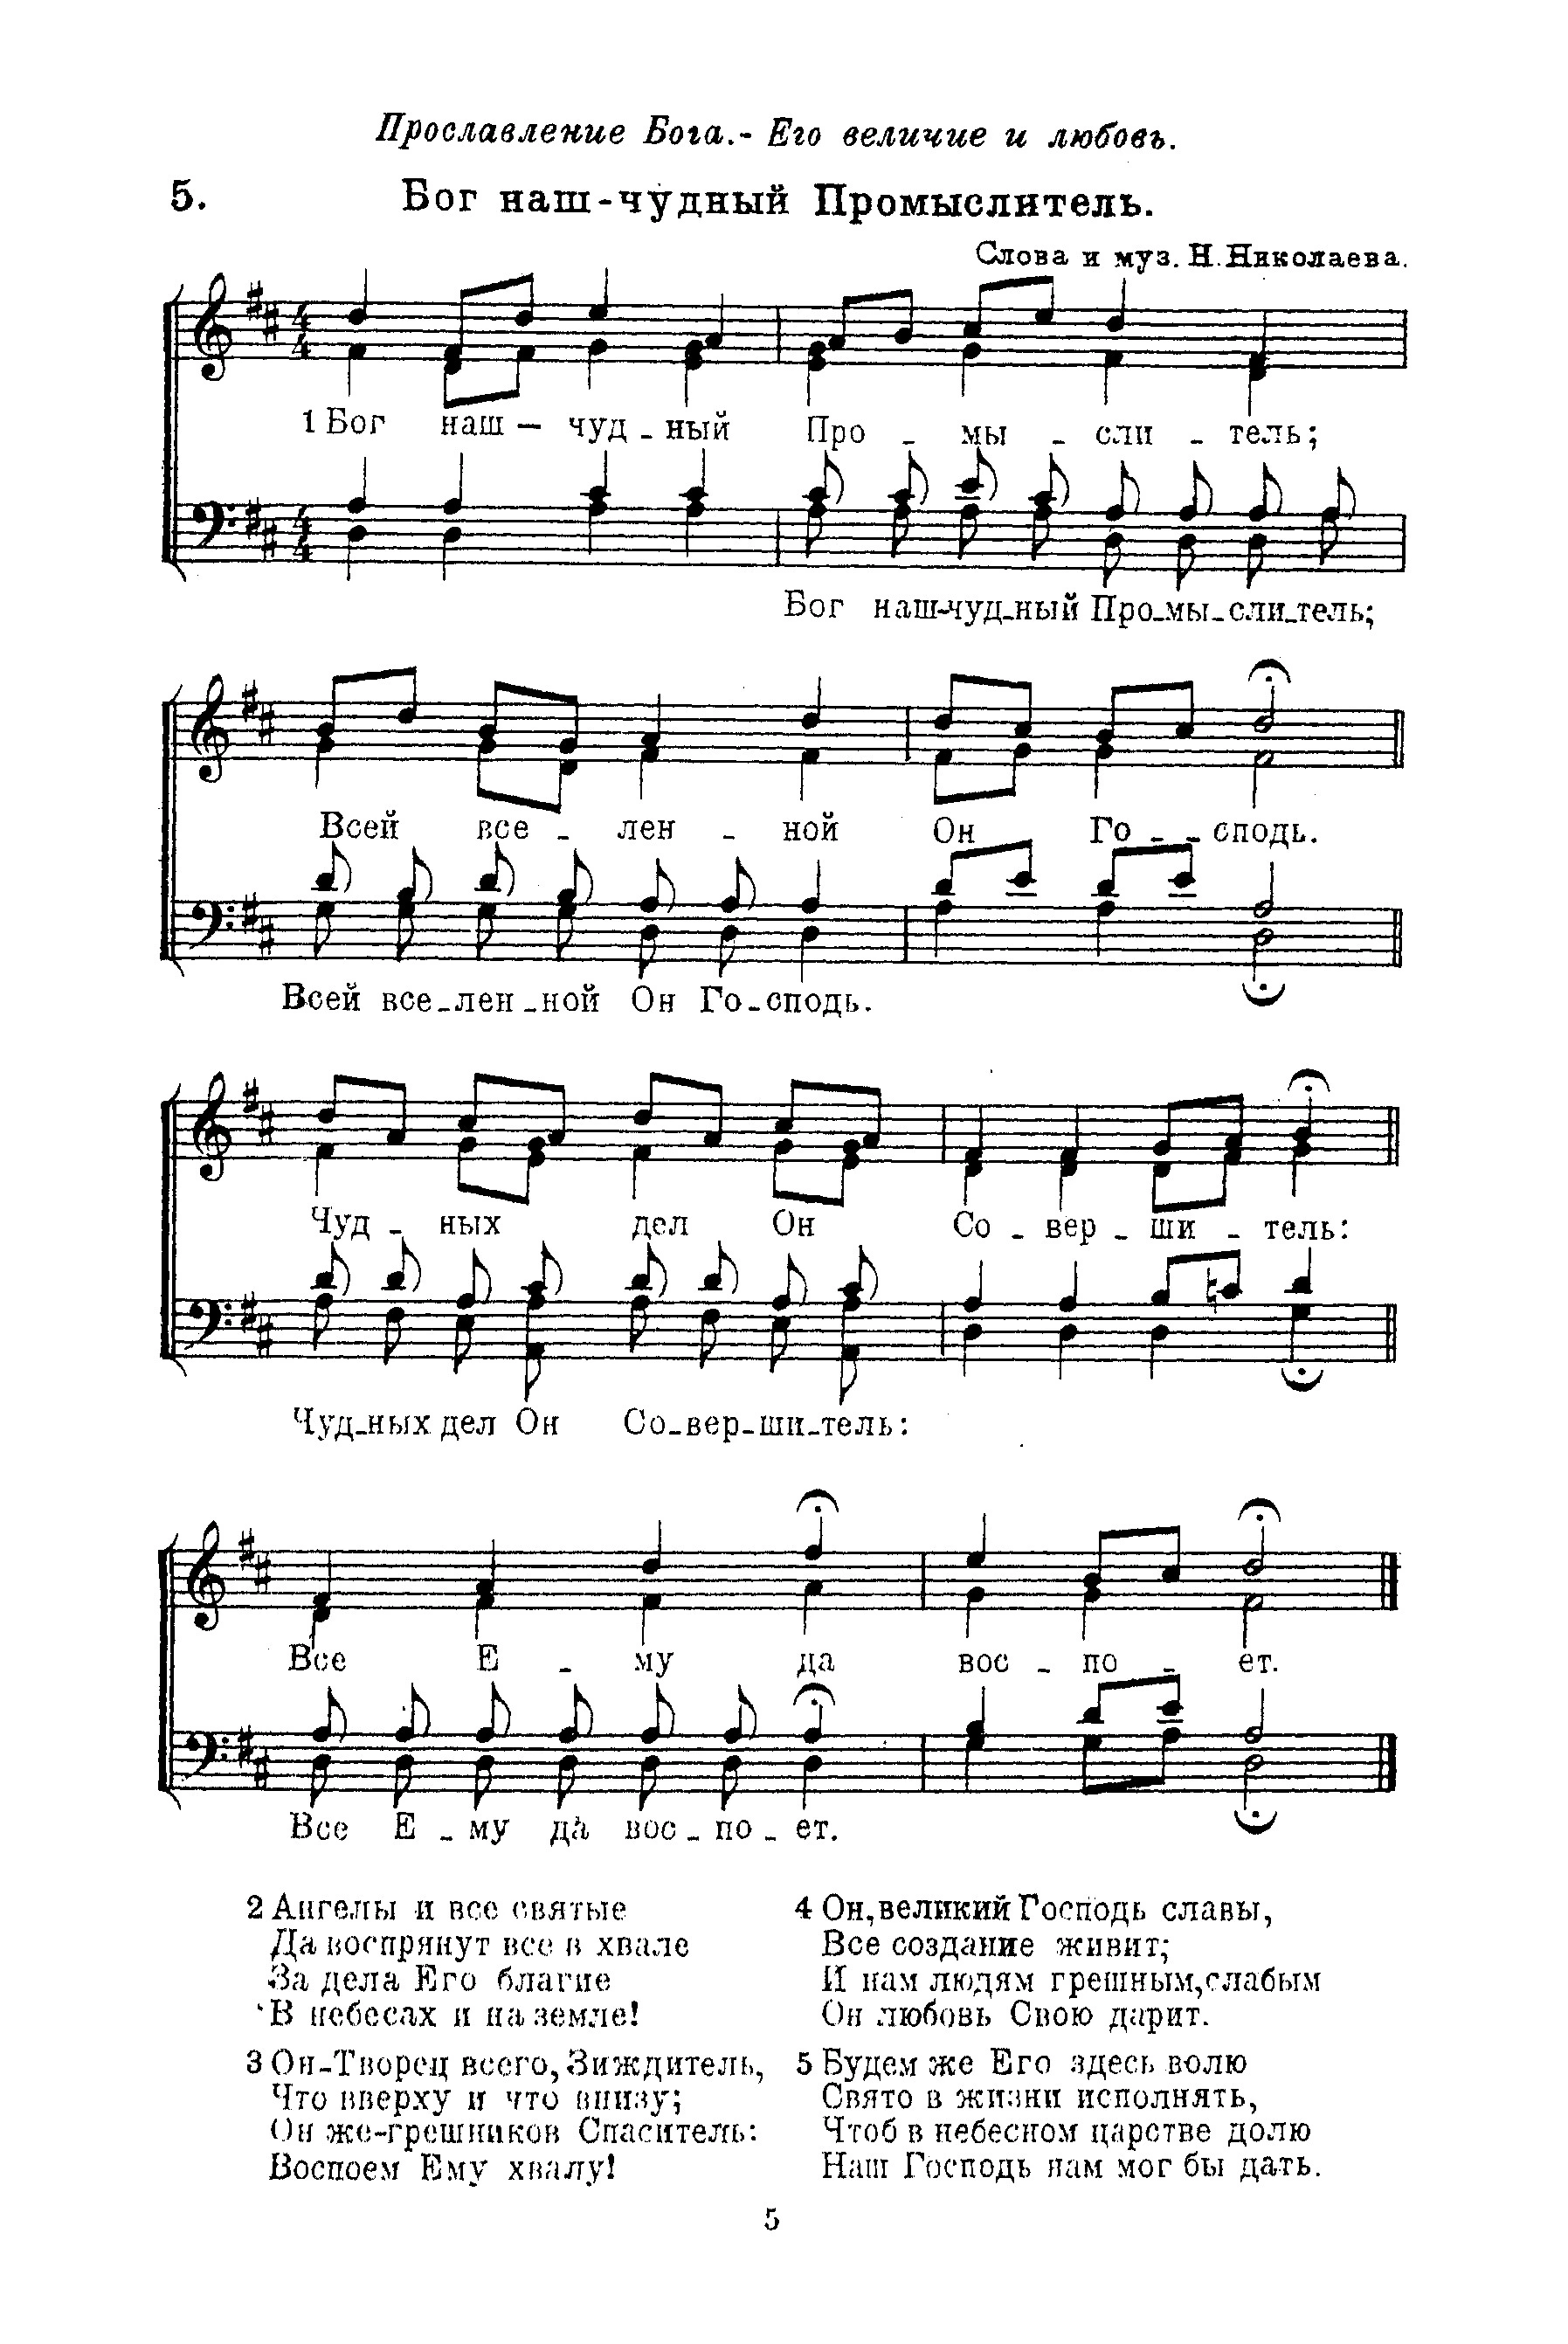 Прославление Бога.- Его величие и любовь.
5. Бог наш-чудный Промыслитель.
Слова и муз. Н. Николаева.
1 Бог наш — чуд - ный Про - мы - сли - тель;
Бог наш-чуд-ный Про-мы-сли-тель;
Всей все - лен - ной Он Го - - сподь.
Всей все-лен-ной Он Го-сподь.
Чуд - ных дел Он Со - вер - ши - тель:
Чуд-ных дел Он Со-вер-ши-тель:
Все Е - му да вос - по - ет.
Все Е - му да вос - по - ет.
2 Ангелы и все святые
Да воспрянут все в хвале
За дела Его благие
В небесах и на земле!
3 Он-Творец всего, Зиждитель,
Что вверху и что внизу;
Он же-грешников Спаситель:
Воспоем Ему хвалу!
4 Он, великий Господь славы,
Все создание живит;
И нам людям грешным, слабым
Он любовь Свою дарит.
5 Будем же Его здесь волю
Свято в жизни исполнять,
Чтоб в небесном царстве долю
Наш Господь нам мог бы дать.
5